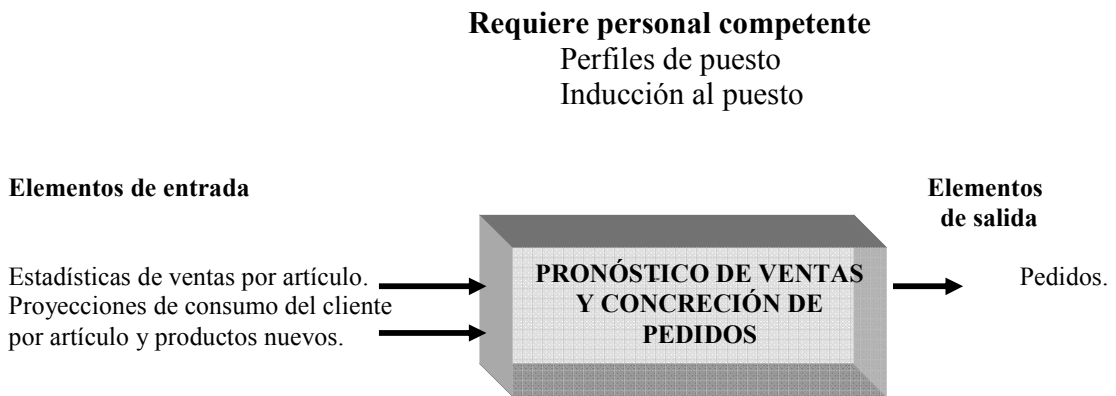 Requiere personal competente
Perfiles de puesto
Inducción al puesto
Elementos de entrada
Elementos
de salida
Estadísticas de ventas por artículo.
Proyecciones de consumo del cliente
por artículo y productos nuevos.
PRONÓSTICO DE VENTAS
Y CONCRECIÓN DE
PEDIDOS
Pedidos.